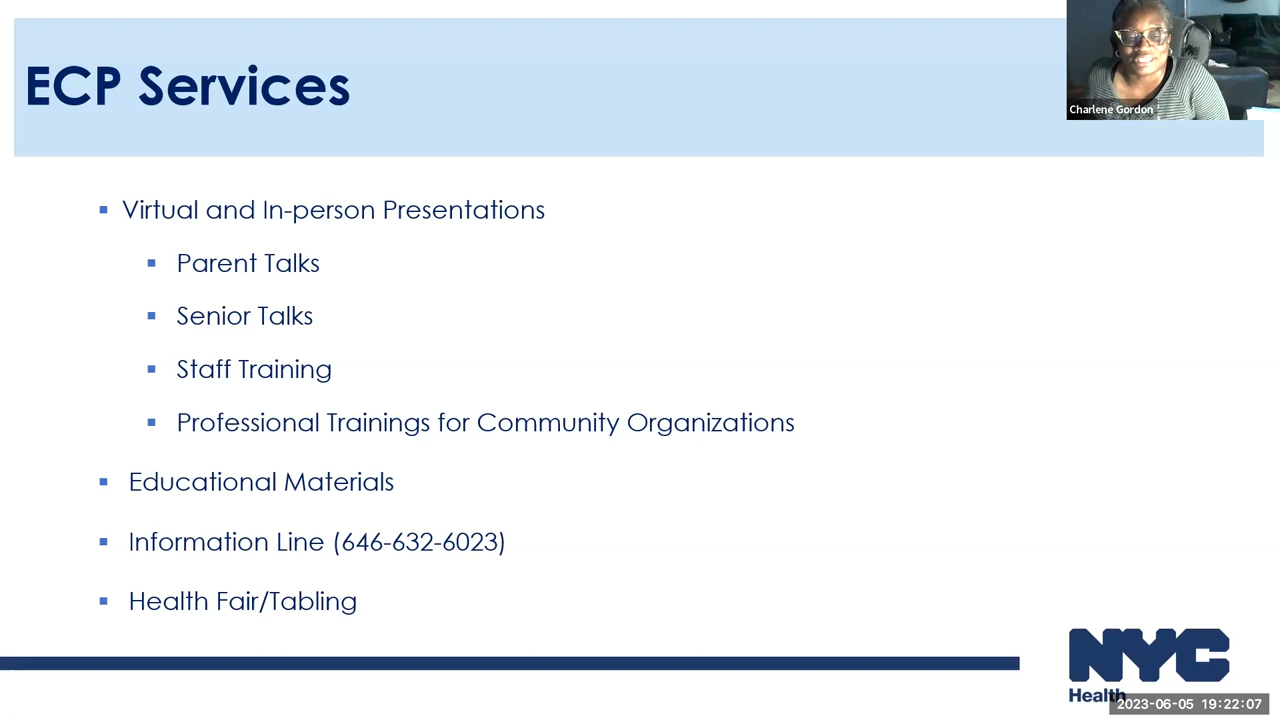 ECP Services
Charlene Gordon
Virtual and In-person Presentations
Parent Talks
Senior Talks
Staff Training
Professional Trainings for Community Organizations
Educational Materials
Information Line (646-632-6023)
Health Fair/Tabling
NYC
Health
2023-06-05 19:22:07